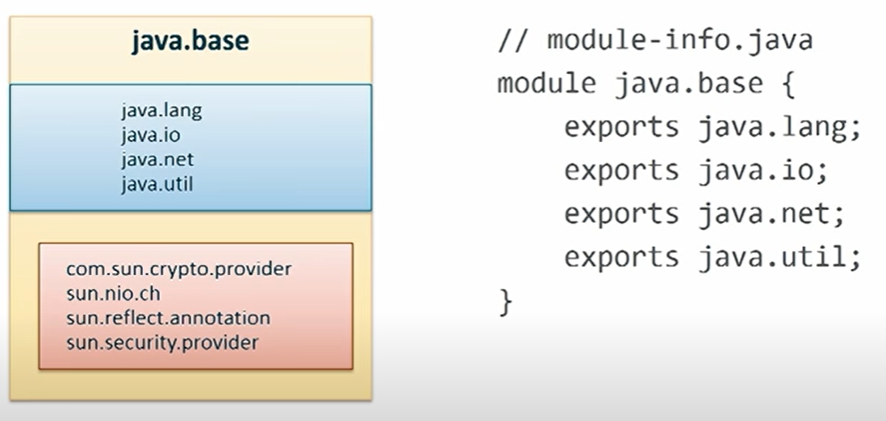 java.base
java.lang
java.io
java.net
java.util
com.sun.crypto.provider
sun.nio.ch
sun.reflect.annotation
sun.security.provider
// module-info.java
module java.base {
    exports java.lang;
    exports java.io;
    exports java.net;
    exports java.util;
}